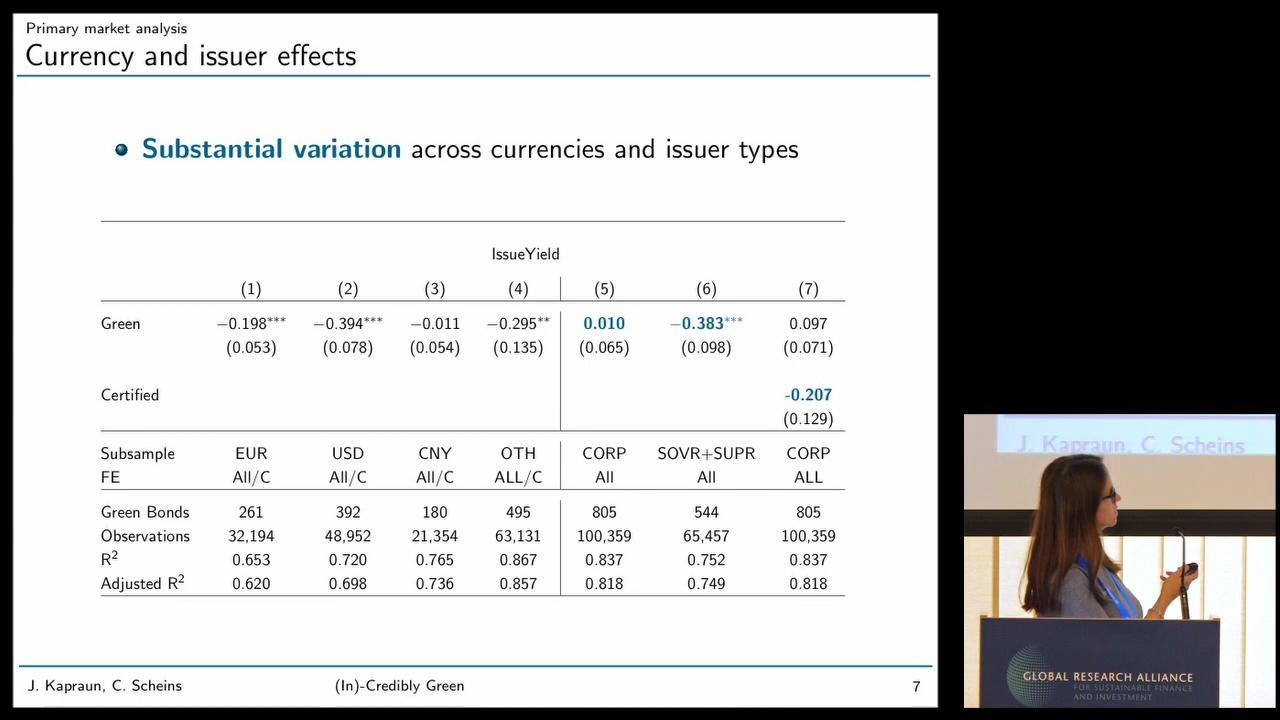 Primary market analysis
Currency and issuer effects
Substantial variation across currencies and issuer types
IssueYield
(1) (2) (3) (4) (5) (6) (7)
Green −0.198*** −0.394*** −0.011 −0.295** 0.010 −0.383*** 0.097
(0.053) (0.078) (0.054) (0.135) (0.065) (0.098) (0.071)
Certified -0.207
(0.129)
Subsample EUR USD CNY OTH CORP SOVR+SUPR CORP
FE All/C All/C All/C ALL/C All All ALL
Green Bonds 261 392 180 495 805 544 805
Observations 32,194 48,952 21,354 63,131 100,359 65,457 100,359
R² 0.653 0.720 0.765 0.867 0.837 0.752 0.837
Adjusted R² 0.620 0.698 0.736 0.857 0.818 0.749 0.818
J. Kapraun, C. Scheins (In)-Credibly Green 7
J. Kapraun, C. Scheins
GLOBAL RESEARCH ALLIANCE
FOR SUSTAINABLE FINANCE
AND INVESTMENT